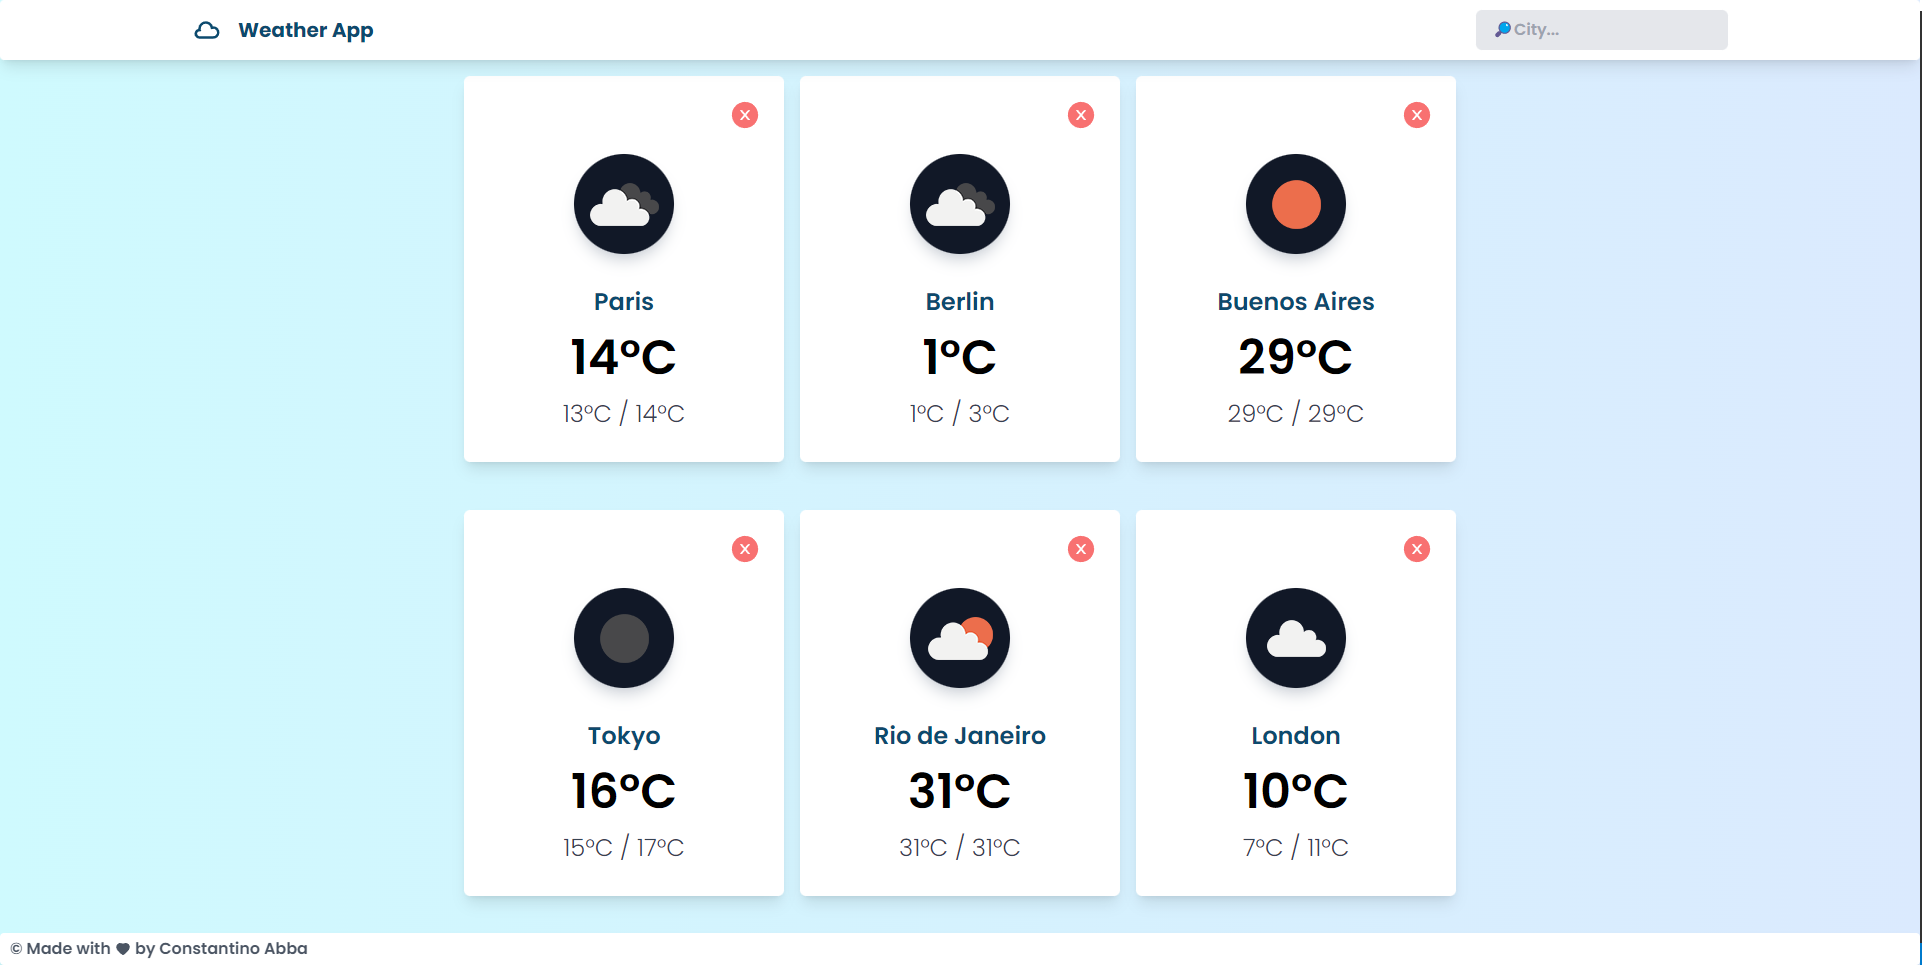 Weather App
🔎City...
X
Paris
14°C
13°C / 14°C
X
Berlin
1°C
1°C / 3°C
X
Buenos Aires
29°C
29°C / 29°C
X
Tokyo
16°C
15°C / 17°C
X
Rio de Janeiro
31°C
31°C / 31°C
X
London
10°C
7°C / 11°C
© Made with ♥ by Constantino Abba